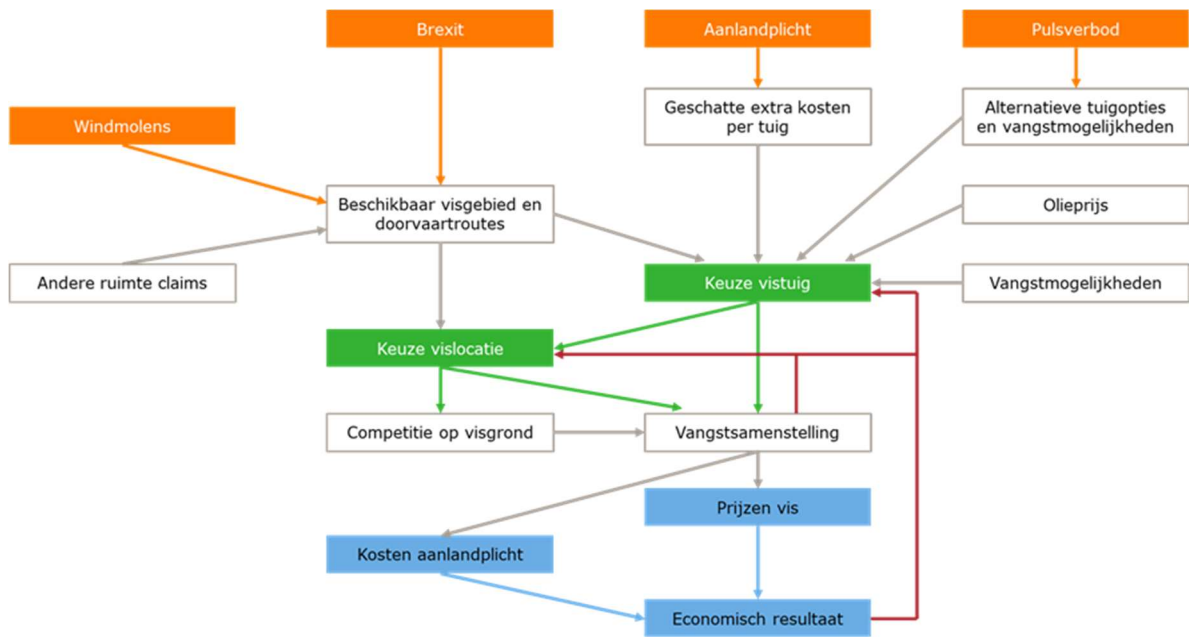 Brexit
Aanlandplicht
Pulsverbod
Windmolens
Geschatte extra kosten
per tuig
Alternatieve tuigopties
en vangstmogelijkheden
Beschikbaar visgebied en
doorvaartroutes
Olieprijs
Andere ruimte claims
Keuze vistuig
Vangstmogelijkheden
Keuze vislocatie
Competitie op visgrond
Vangstsamenstelling
Prijzen vis
Kosten aanlandplicht
Economisch resultaat